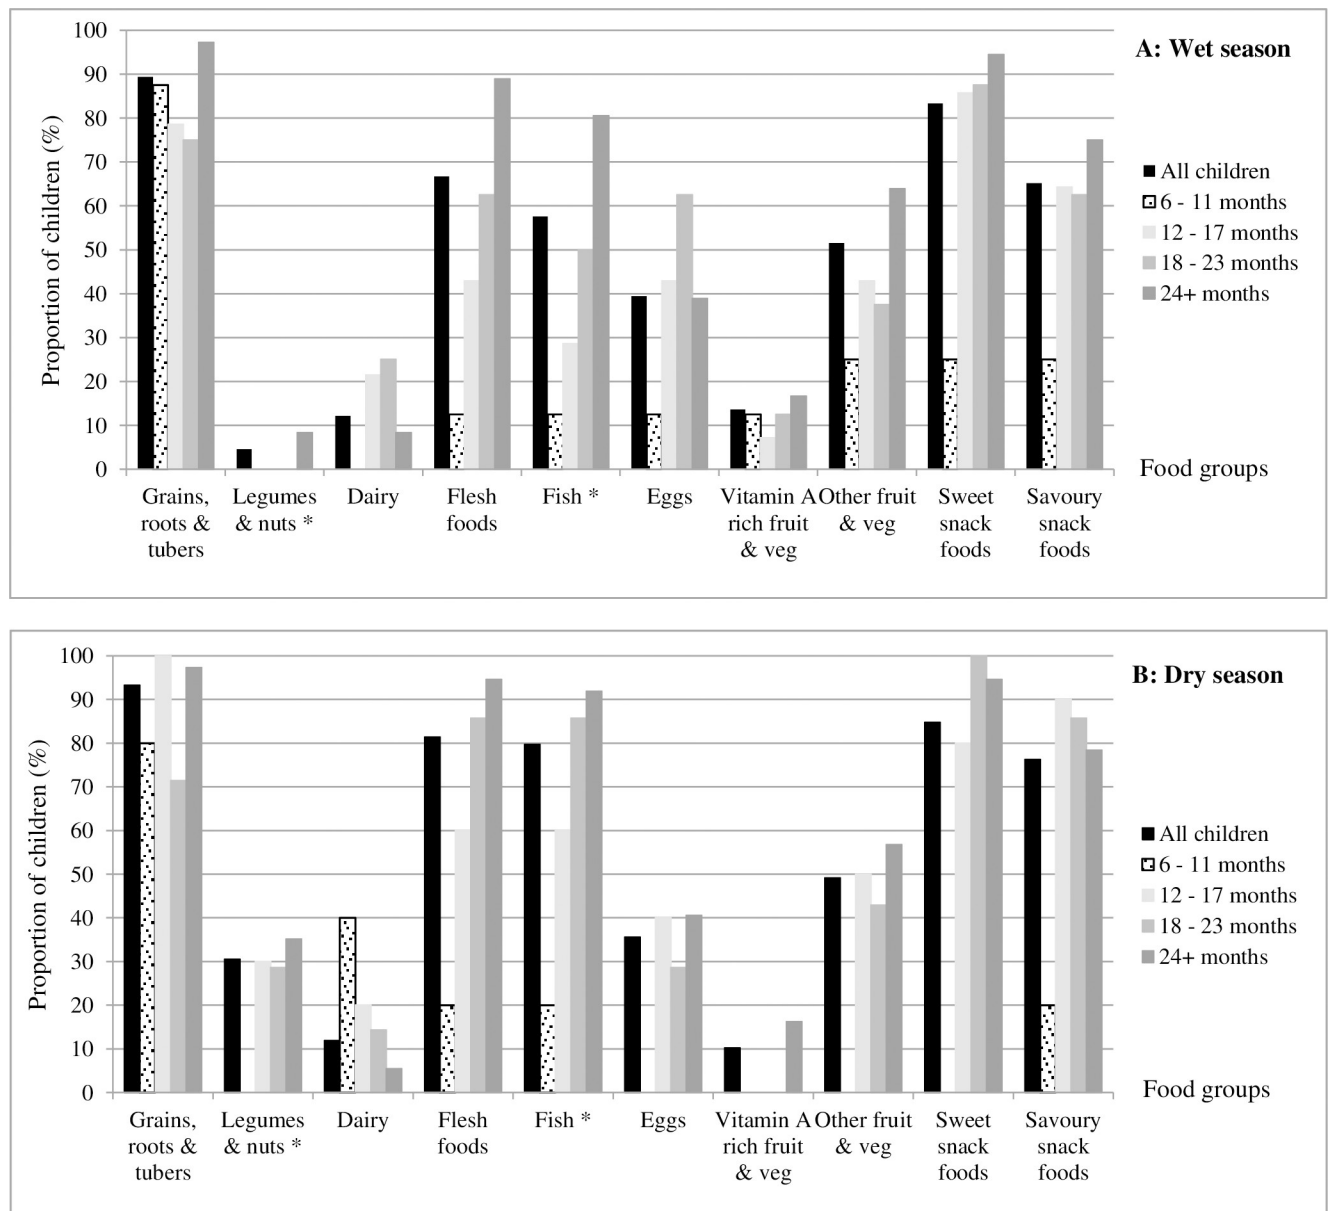 A: Wet season
Proportion of children (%)
100
90
80
70
60
50
40
30
20
10
0
All children
6 - 11 months
12 - 17 months
18 - 23 months
24+ months
Food groups
Grains, roots & tubers
Legumes & nuts *
Dairy
Flesh foods
Fish *
Eggs
Vitamin A rich fruit & veg
Other fruit & veg
Sweet snack foods
Savoury snack foods
B: Dry season
Proportion of children (%)
100
90
80
70
60
50
40
30
20
10
0
All children
6 - 11 months
12 - 17 months
18 - 23 months
24+ months
Food groups
Grains, roots & tubers
Legumes & nuts *
Dairy
Flesh foods
Fish *
Eggs
Vitamin A rich fruit & veg
Other fruit & veg
Sweet snack foods
Savoury snack foods